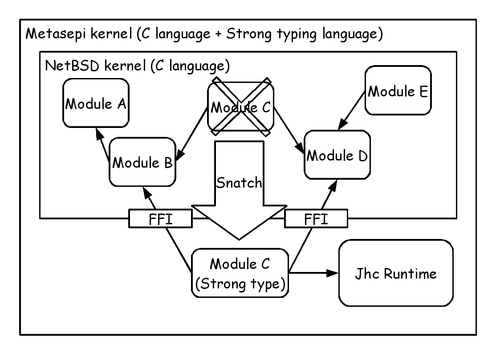 Metasepi kernel (C language + Strong typing language)
NetBSD kernel (C language)
Module A
Module C
Module E
Module B
Module D
Snatch
FFI
FFI
Module C
(Strong type)
Jhc Runtime